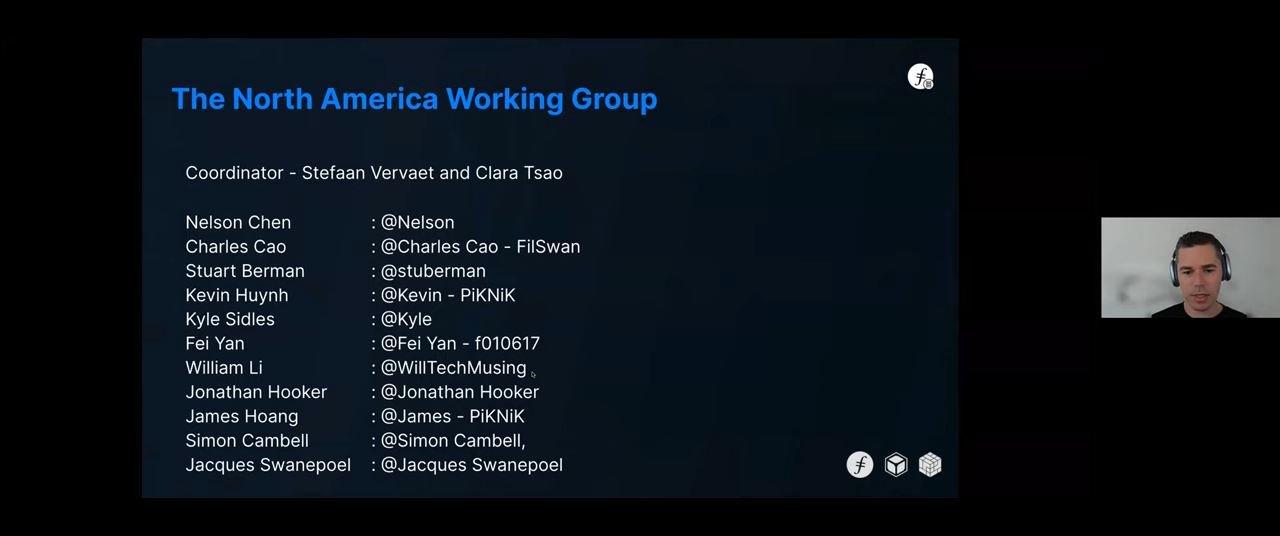 The North America Working Group
Coordinator - Stefaan Vervaet and Clara Tsao
Nelson Chen : @Nelson
Charles Cao : @Charles Cao - FilSwan
Stuart Berman : @stuberman
Kevin Huynh : @Kevin - PiKNiK
Kyle Sidles : @Kyle
Fei Yan : @Fei Yan - f010617
William Li : @WillTechMusing
Jonathan Hooker : @Jonathan Hooker
James Hoang : @James - PiKNiK
Simon Cambell : @Simon Cambell,
Jacques Swanepoel : @Jacques Swanepoel